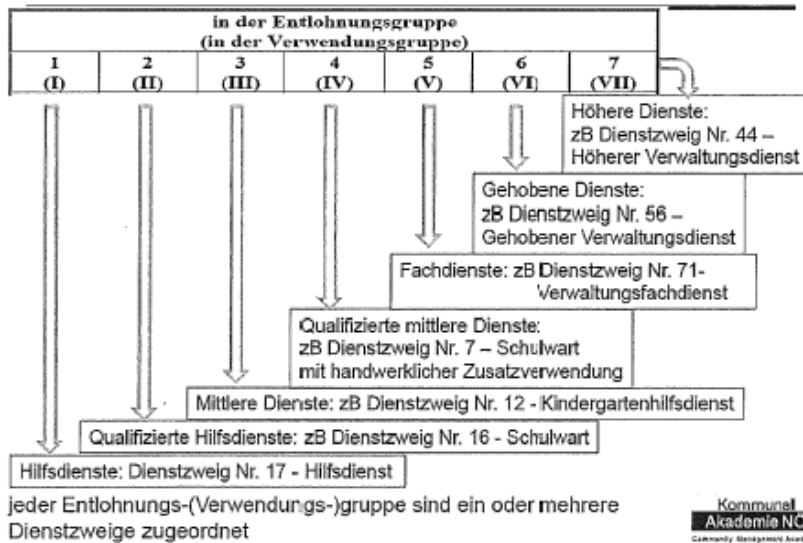 in der Entlohnungsgruppe
(in der Verwendungsgruppe)
1 2 3 4 5 6 7
(I) (II) (III) (IV) (V) (VI) (VII)
Höhere Dienste:
zB Dienstzweig Nr. 44 –
Höherer Verwaltungsdienst
Gehobene Dienste:
zB Dienstzweig Nr. 56 –
Gehobener Verwaltungsdienst
Fachdienste: zB Dienstzweig Nr. 71-
Verwaltungsfachdienst
Qualifizierte mittlere Dienste:
zB Dienstzweig Nr. 7 – Schulwart
mit handwerklicher Zusatzverwendung
Mittlere Dienste: zB Dienstzweig Nr. 12 - Kindergartenhilfsdienst
Qualifizierte Hilfsdienste: zB Dienstzweig Nr. 16 - Schulwart
Hilfsdienste: Dienstzweig Nr. 17 - Hilfsdienst
jeder Entlohnungs-(Verwendungs-)gruppe sind ein oder mehrere
Dienstzweige zugeordnet
Kommunal
Akademie NÖ
Community Management